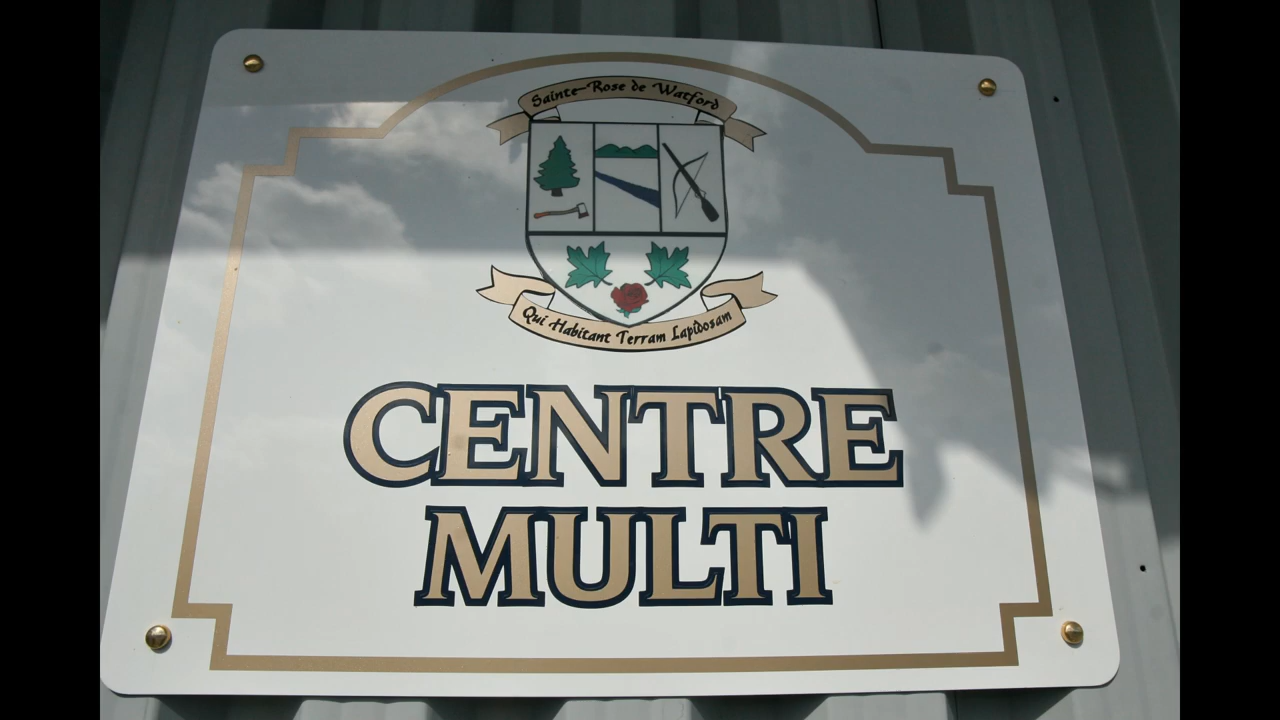 Sainte-Rose de Watford
Qui Habitant Terram Lapidosam
CENTRE
MULTI